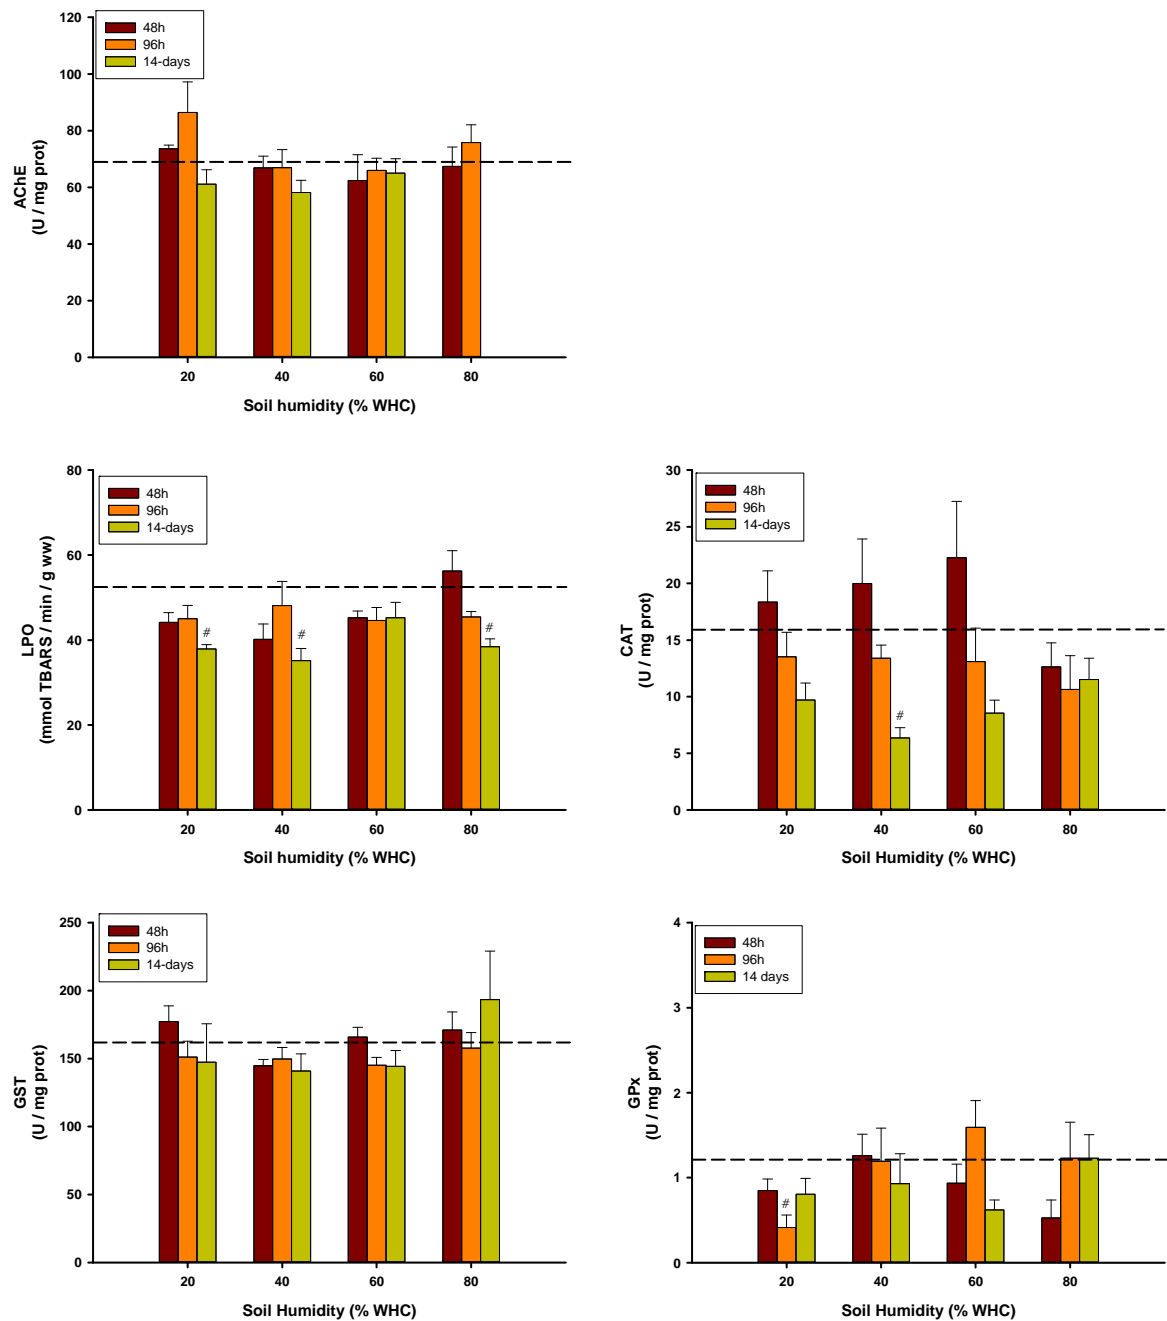 120
100
80
60
40
20
0
AChE
(U / mg prot)
48h
96h
14-days
20 40 60 80
Soil humidity (% WHC)
80
60
40
20
0
LPO
(mmol TBARS / min / g ww)
48h
96h
14-days
# # #
20 40 60 80
Soil humidity (% WHC)
30
25
20
15
10
5
0
CAT
(U / mg prot)
48h
96h
14-days
#
20 40 60 80
Soil Humidity (% WHC)
250
200
150
100
50
0
GST
(U / mg prot)
48h
96h
14-days
20 40 60 80
Soil Humidity (% WHC)
4
3
2
1
0
GPx
(U / mg prot)
48h
96h
14 days
#
20 40 60 80
Soil Humidity (% WHC)